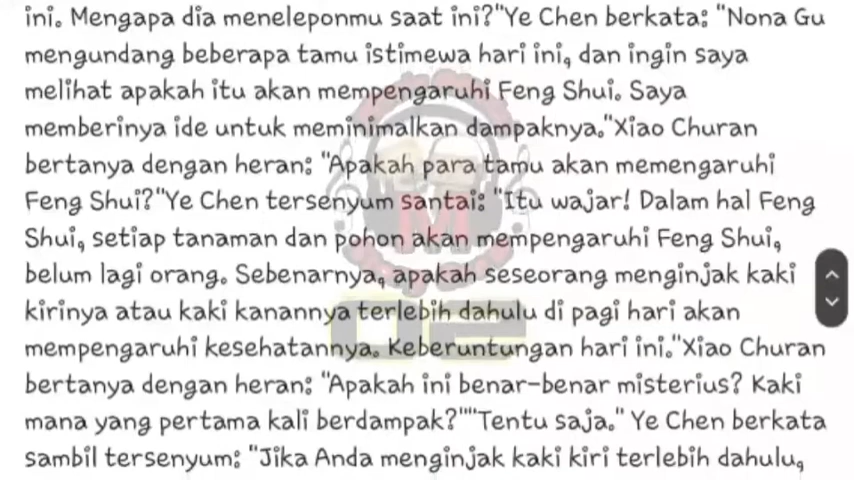 ini. Mengapa dia meneleponmu saat ini?"Ye Chen berkata: "Nona Gu
mengundang beberapa tamu istimewa hari ini, dan ingin saya
melihat apakah itu akan mempengaruhi Feng Shui. Saya
memberinya ide untuk meminimalkan dampaknya."Xiao Churan
bertanya dengan heran: "Apakah para tamu akan memengaruhi
Feng Shui?"Ye Chen tersenyum santai: "Itu wajar! Dalam hal Feng
Shui, setiap tanaman dan pohon akan mempengaruhi Feng Shui,
belum lagi orang. Sebenarnya, apakah seseorang menginjak kaki
kirinya atau kaki kanannya terlebih dahulu di pagi hari akan
mempengaruhi kesehatannya. Keberuntungan hari ini."Xiao Churan
bertanya dengan heran: "Apakah ini benar-benar misterius? Kaki
mana yang pertama kali berdampak?""Tentu saja." Ye Chen berkata
sambil tersenyum: "Jika Anda menginjak kaki kiri terlebih dahulu,
M
02